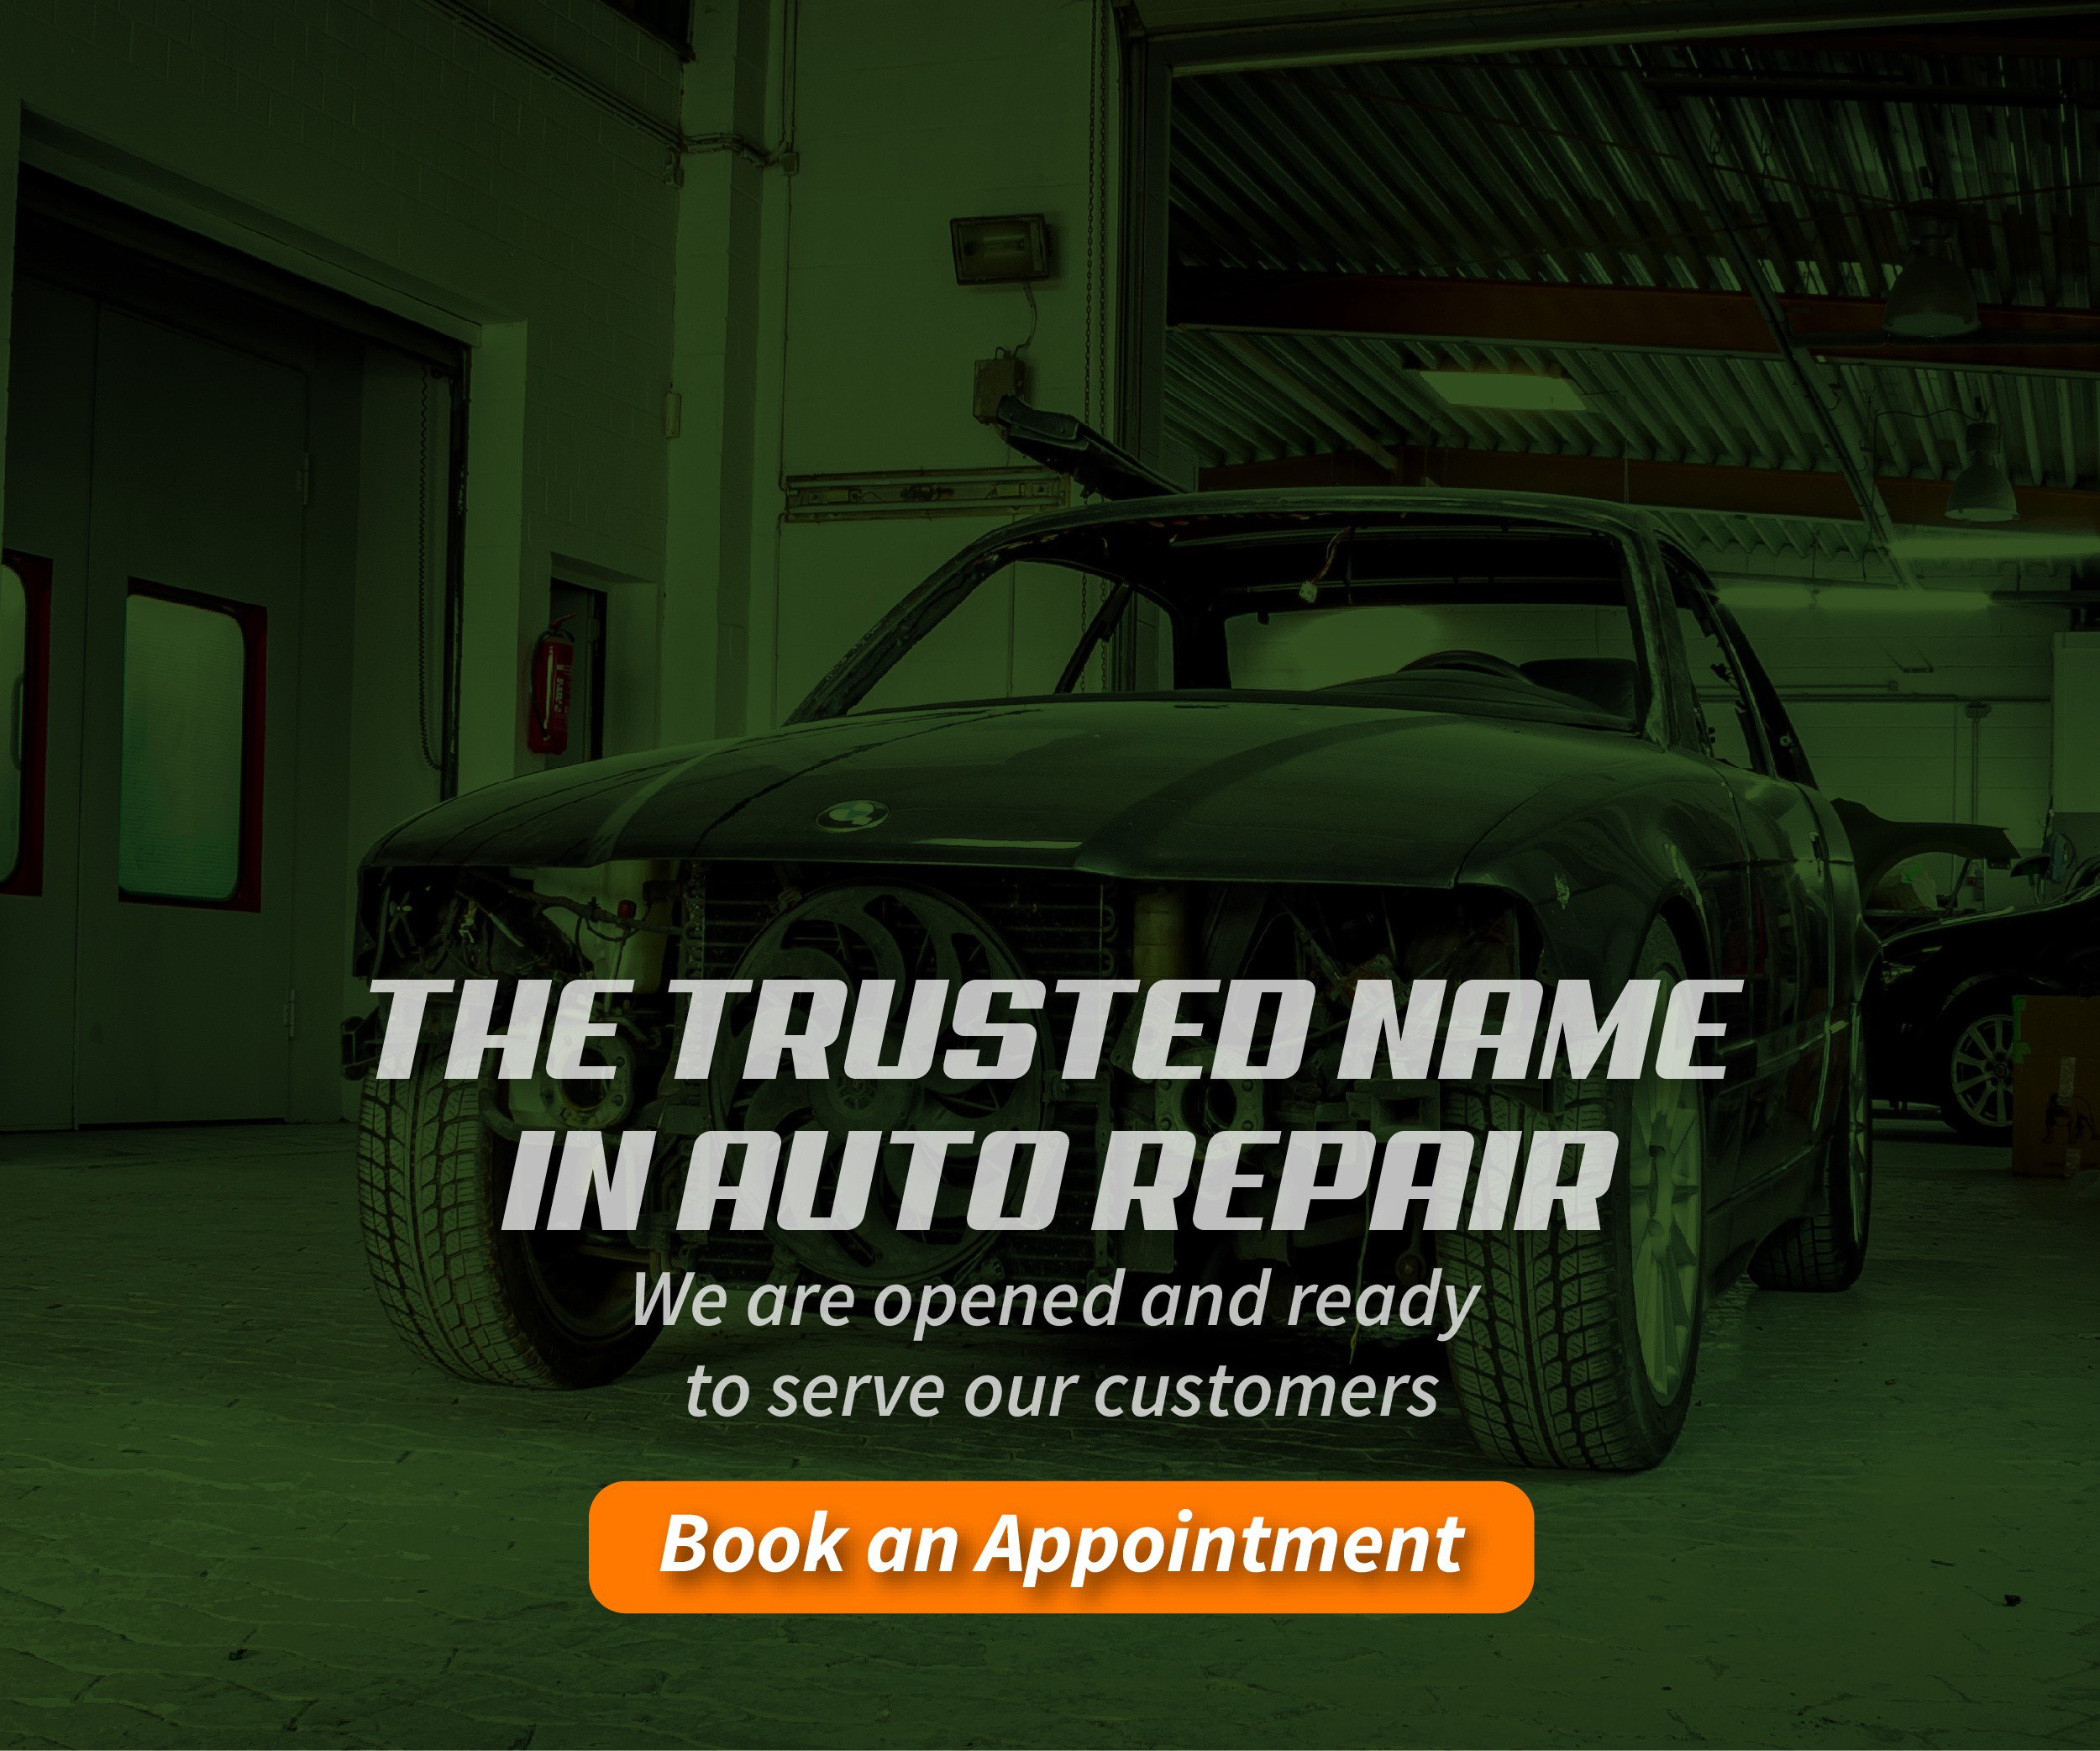 THE TRUSTED NAME
IN AUTO REPAIR
We are opened and ready
to serve our customers
Book an Appointment